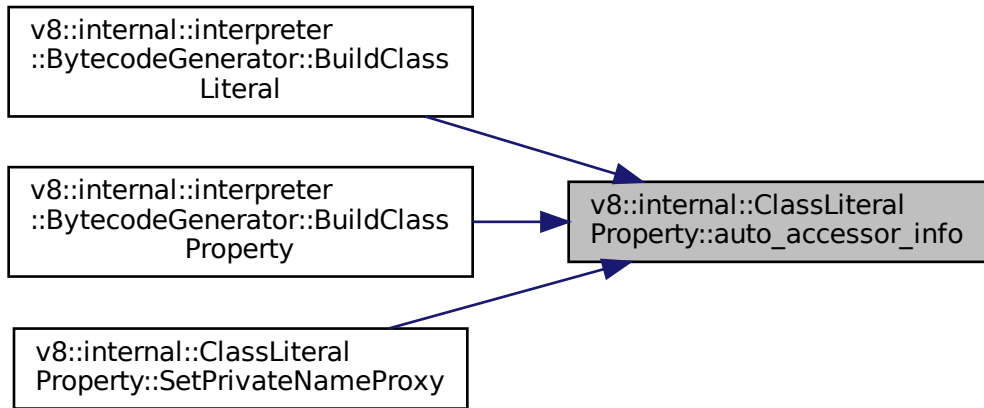 v8::internal::interpreter
::BytecodeGenerator::BuildClass
Literal
v8::internal::interpreter
::BytecodeGenerator::BuildClass
Property
v8::internal::ClassLiteral
Property::SetPrivateNameProxy
v8::internal::ClassLiteral
Property::auto_accessor_info